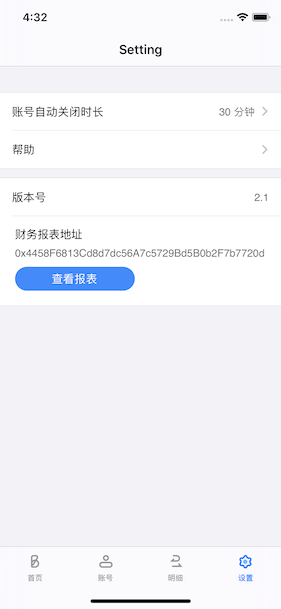 4:32
Setting
账号自动关闭时长 30 分钟
帮助
版本号 2.1
财务报表地址
0x4458F6813Cd8d7dc56A7c5729Bd5B0b2F7b7720d
查看报表
首页 账号 明细 设置